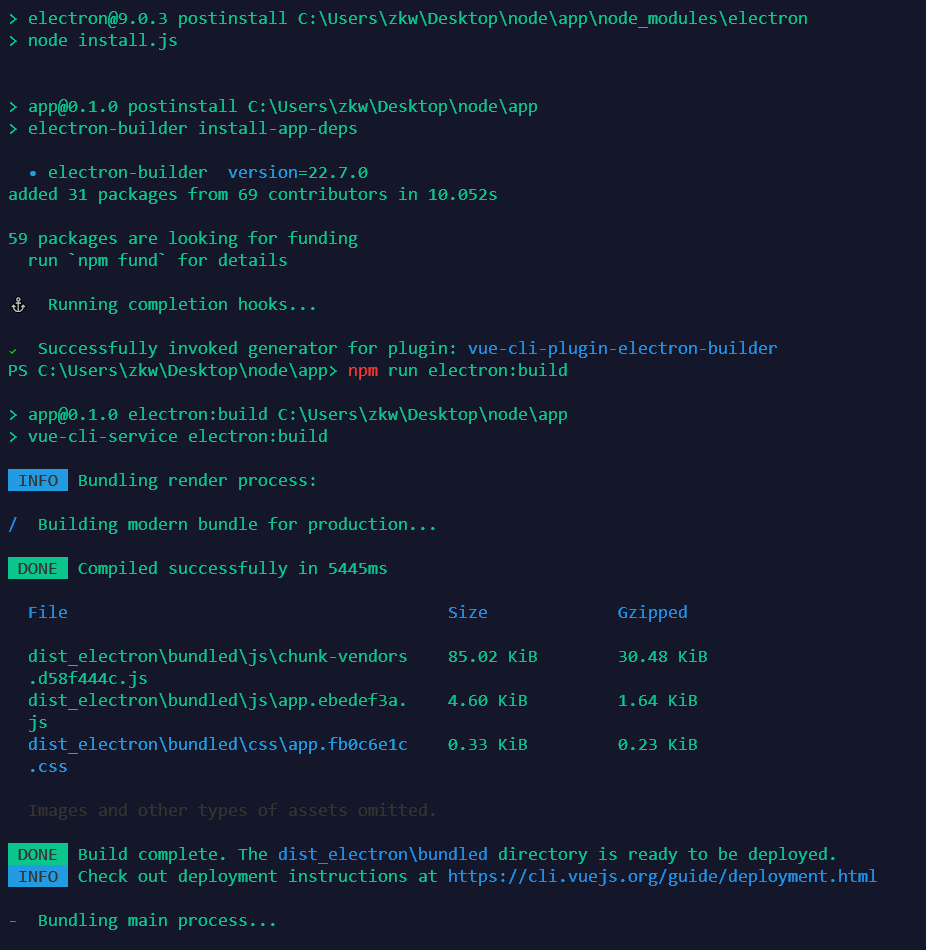 > electron@9.0.3 postinstall C:\Users\zkw\Desktop\node\app\node_modules\electron
> node install.js
> app@0.1.0 postinstall C:\Users\zkw\Desktop\node\app
> electron-builder install-app-deps
• electron-builder  version=22.7.0
added 31 packages from 69 contributors in 10.052s
59 packages are looking for funding
run `npm fund` for details
⚓  Running completion hooks...
✔  Successfully invoked generator for plugin: vue-cli-plugin-electron-builder
PS C:\Users\zkw\Desktop\node\app> npm run electron:build
> app@0.1.0 electron:build C:\Users\zkw\Desktop\node\app
> vue-cli-service electron:build
INFO  Bundling render process:
/  Building modern bundle for production...
DONE  Compiled successfully in 5445ms
File  Size  Gzipped
dist_electron\bundled\js\chunk-vendors  85.02 KiB  30.48 KiB
.d58f444c.js
dist_electron\bundled\js\app.ebedef3a.  4.60 KiB  1.64 KiB
js
dist_electron\bundled\css\app.fb0c6e1c  0.33 KiB  0.23 KiB
.css
Images and other types of assets omitted.
DONE  Build complete. The dist_electron\bundled directory is ready to be deployed.
INFO  Check out deployment instructions at https://cli.vuejs.org/guide/deployment.html
-  Bundling main process...